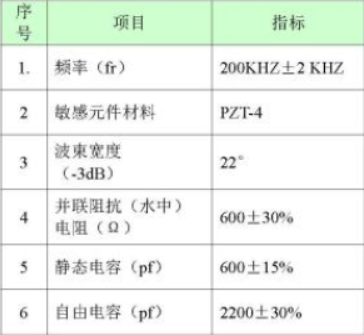 序号 项目 指标
1. 频率（fr） 200KHZ±2 KHZ
2 敏感元件材料 PZT-4
3 波束宽度（-3dB） 22°
4 并联阻抗（水中）电阻（Ω） 600±30%
5 静态电容（pf） 600±15%
6 自由电容（pf） 2200±30%